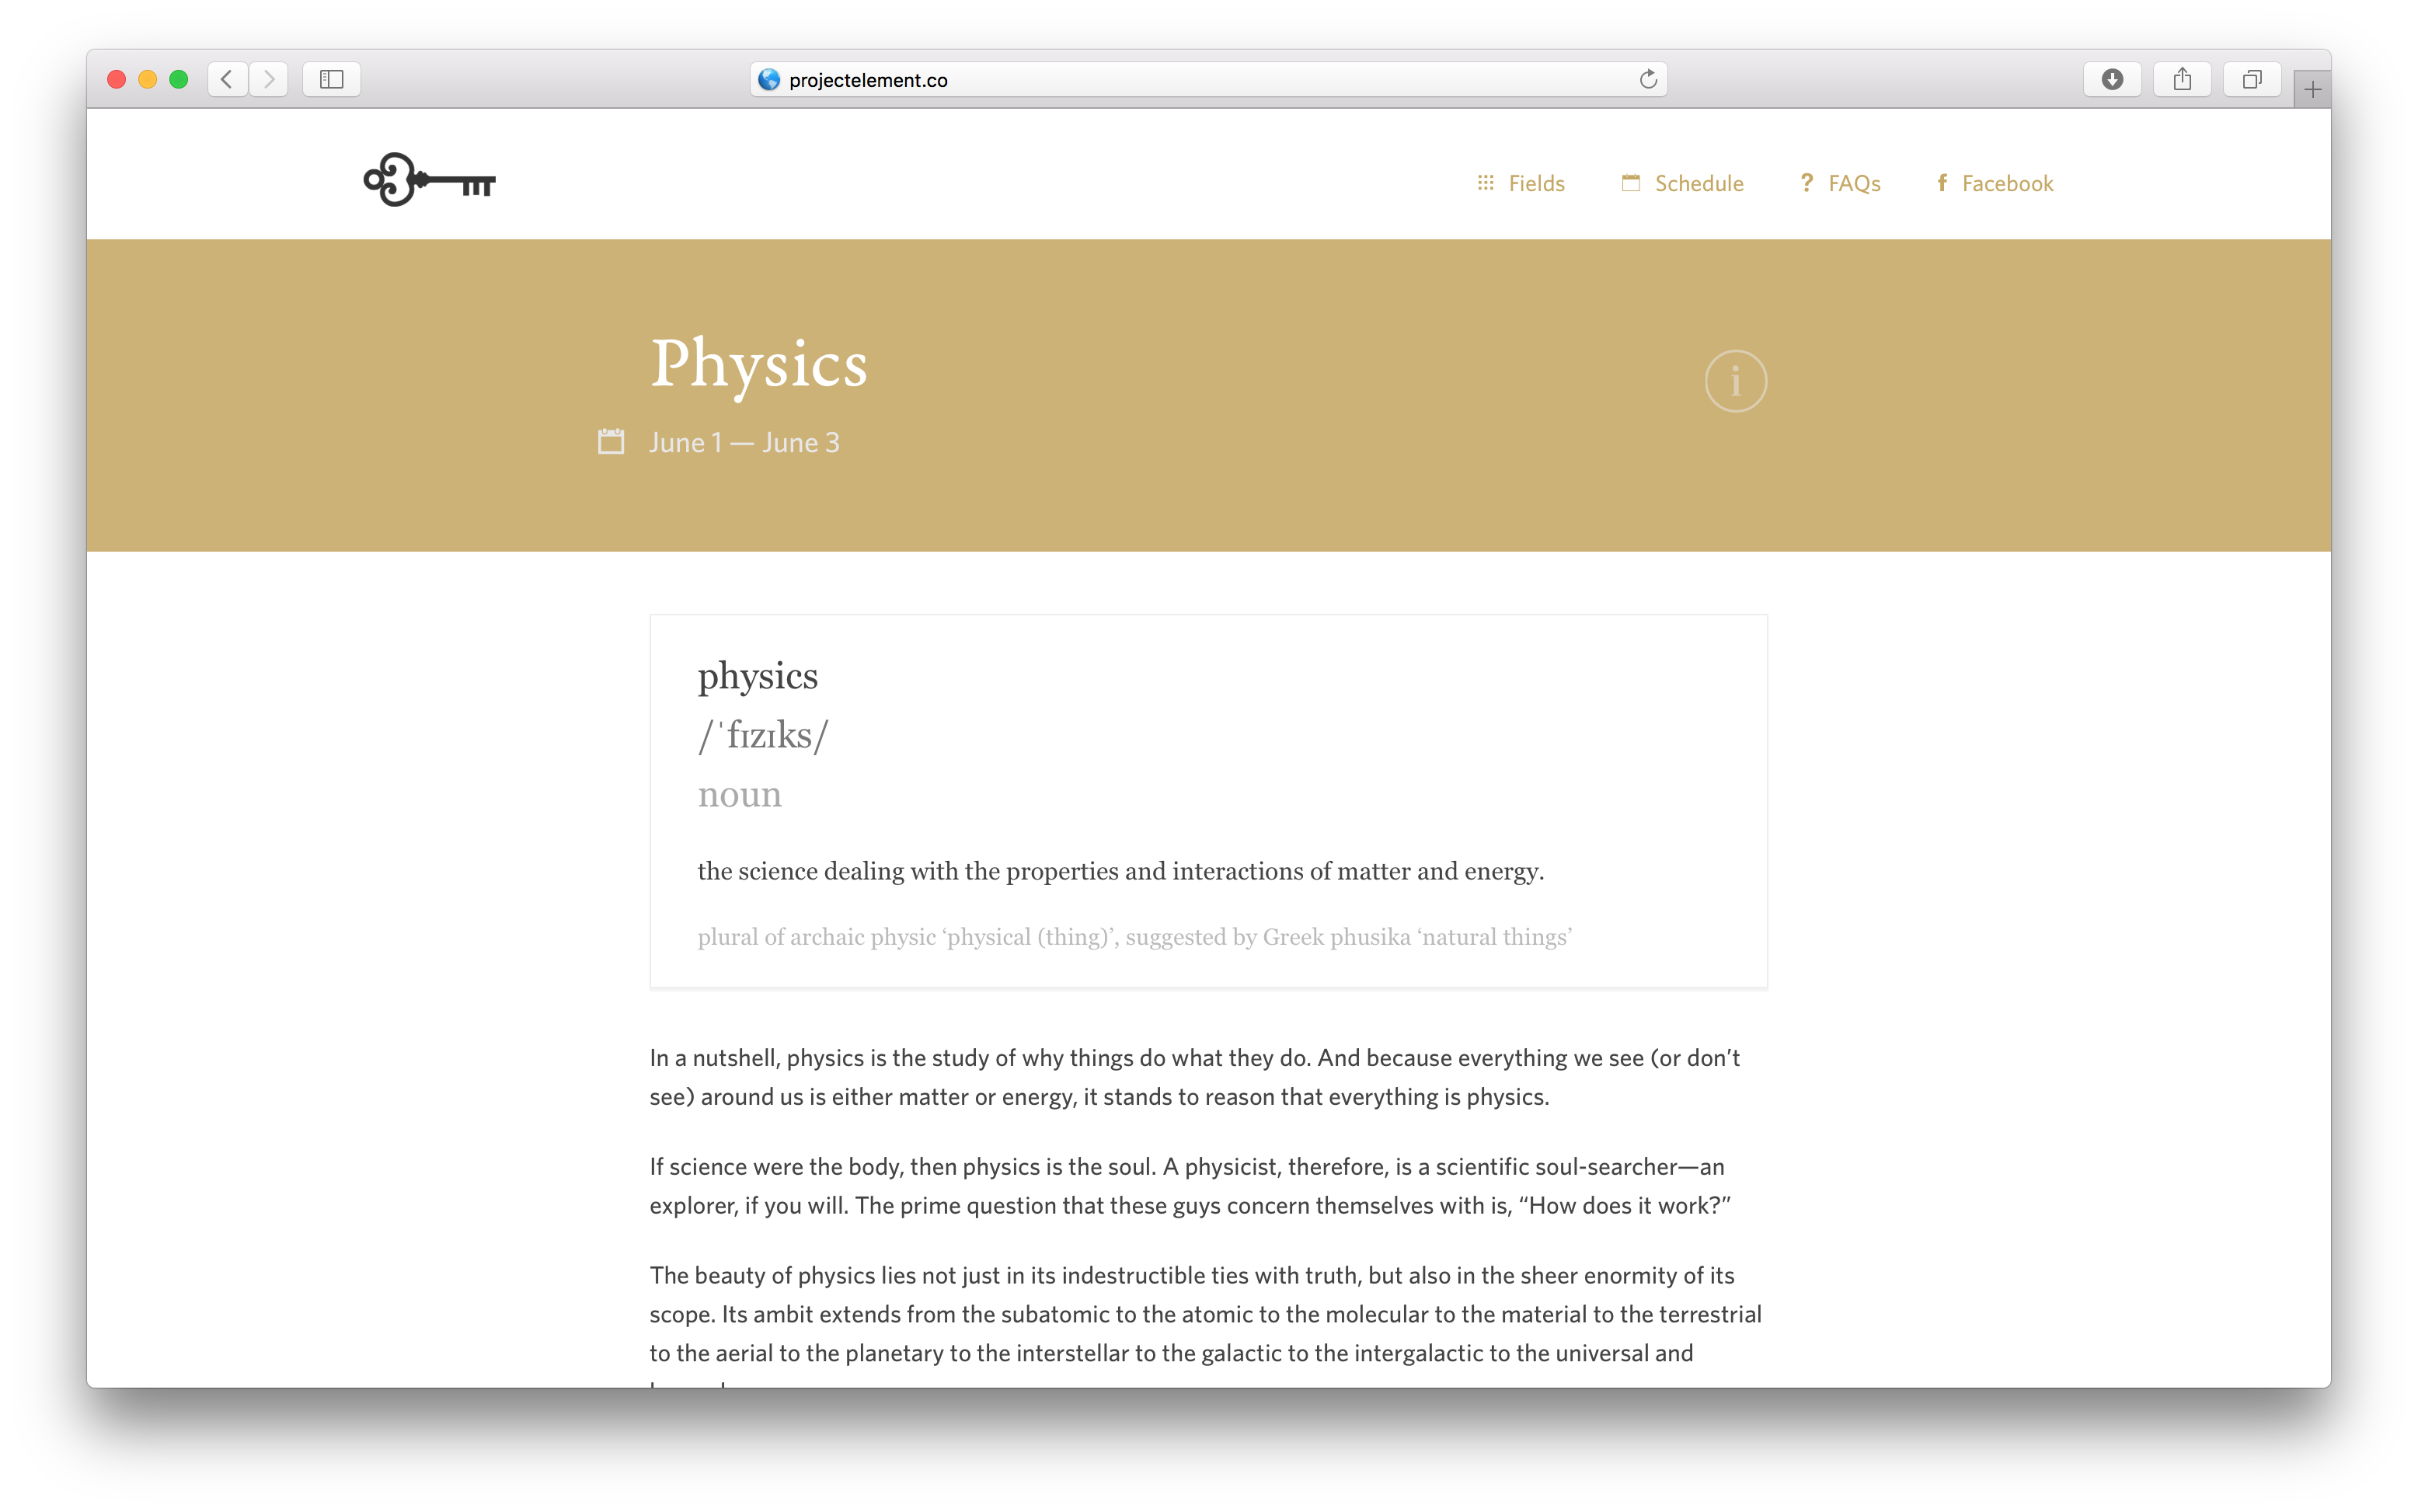 projectelement.co
Fields Schedule ? FAQs f Facebook
Physics
i
June 1 — June 3
physics
/ˈfɪzɪks/
noun
the science dealing with the properties and interactions of matter and energy.
plural of archaic physic ‘physical (thing)’, suggested by Greek phusika ‘natural things’
In a nutshell, physics is the study of why things do what they do. And because everything we see (or don’t
see) around us is either matter or energy, it stands to reason that everything is physics.
If science were the body, then physics is the soul. A physicist, therefore, is a scientific soul-searcher—an
explorer, if you will. The prime question that these guys concern themselves with is, “How does it work?”
The beauty of physics lies not just in its indestructible ties with truth, but also in the sheer enormity of its
scope. Its ambit extends from the subatomic to the atomic to the molecular to the material to the terrestrial
to the aerial to the planetary to the interstellar to the galactic to the intergalactic to the universal and